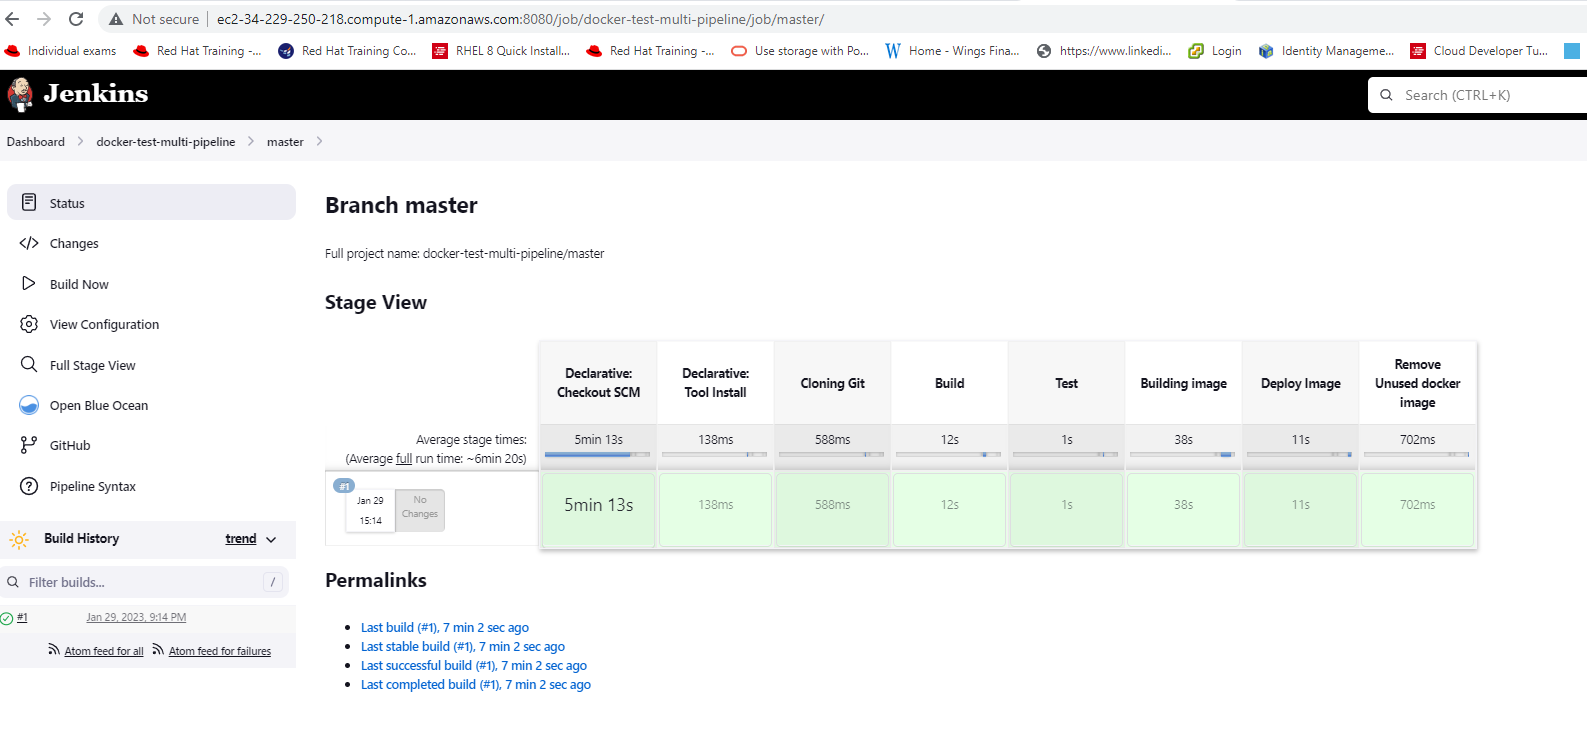 Not secure | ec2-34-229-250-218.compute-1.amazonaws.com:8080/job/docker-test-multi-pipeline/job/master/
Individual exams Red Hat Training -... Red Hat Training Co... RHEL 8 Quick Install... Red Hat Training -... Use storage with Po... Home - Wings Fina... https://www.linkedi... Login Identity Manageme... Cloud Developer Tu...
Jenkins
Search (CTRL+K)
Dashboard docker-test-multi-pipeline master
Status
Changes
Build Now
View Configuration
Full Stage View
Open Blue Ocean
GitHub
Pipeline Syntax
Build History trend
Filter builds... /
#1 Jan 29, 2023, 9:14 PM
Atom feed for all Atom feed for failures
Branch master
Full project name: docker-test-multi-pipeline/master
Stage View
Declarative: Checkout SCM
Declarative: Tool Install
Cloning Git
Build
Test
Building image
Deploy Image
Remove Unused docker image
Average stage times: 5min 13s 138ms 588ms 12s 1s 38s 11s 702ms
(Average full run time: ~6min 20s)
#1
Jan 29
15:14
No
Changes
5min 13s 138ms 588ms 12s 1s 38s 11s 702ms
Permalinks
Last build (#1), 7 min 2 sec ago
Last stable build (#1), 7 min 2 sec ago
Last successful build (#1), 7 min 2 sec ago
Last completed build (#1), 7 min 2 sec ago